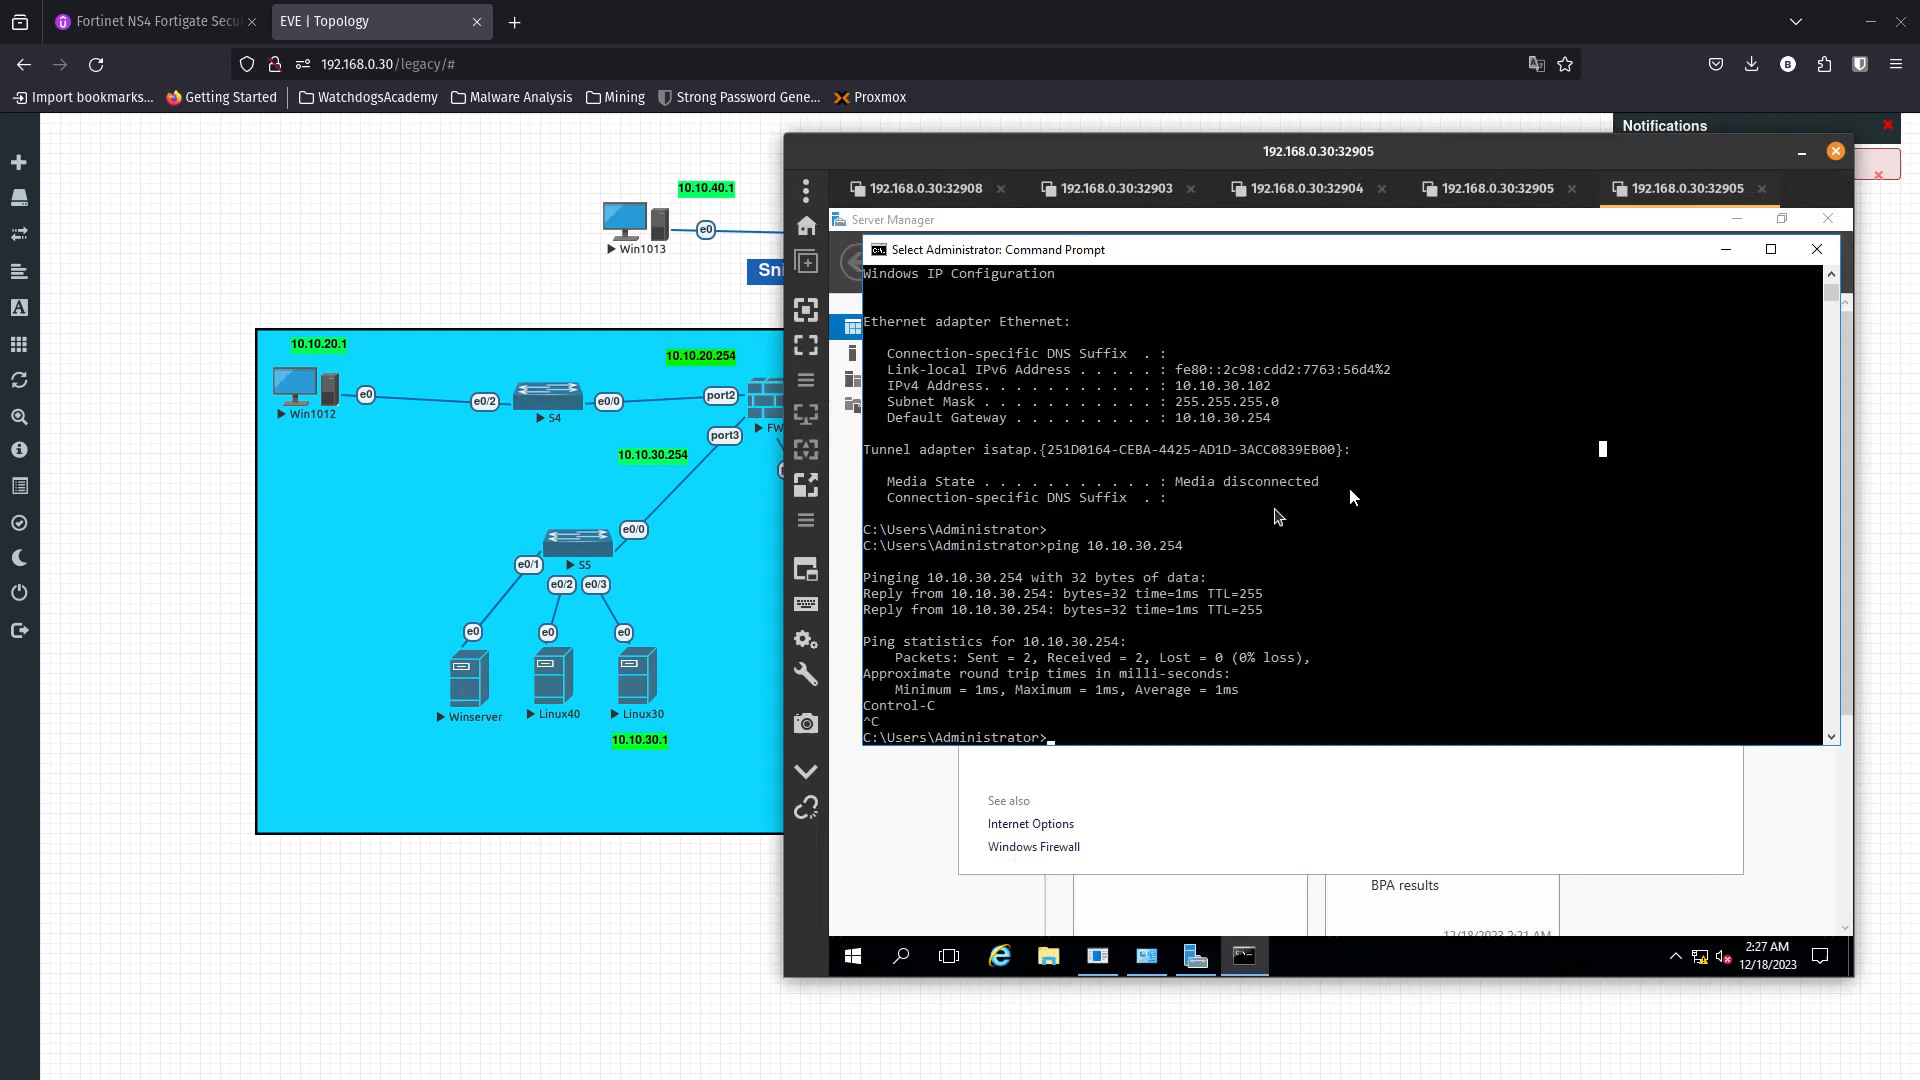 Fortinet NS4 Fortigate Secu
EVE | Topology
192.168.0.30/legacy/#
Import bookmarks...
Getting Started
WatchdogsAcademy
Malware Analysis
Mining
Strong Password Gene...
Proxmox
Notifications
10.10.40.1
e0
Win1013
Sni
10.10.20.1
10.10.20.254
e0
e0/2
e0/0
port2
Win1012
S4
FW
port3
10.10.30.254
e0/0
e0/1
S5
e0/2
e0/3
e0
e0
e0
Winserver
Linux40
Linux30
10.10.30.1
192.168.0.30:32905
192.168.0.30:32908
192.168.0.30:32903
192.168.0.30:32904
192.168.0.30:32905
192.168.0.30:32905
Server Manager
Select Administrator: Command Prompt
Windows IP Configuration
Ethernet adapter Ethernet:
Connection-specific DNS Suffix . :
Link-local IPv6 Address . . . . . : fe80::2c98:cdd2:7763:56d4%2
IPv4 Address. . . . . . . . . . . : 10.10.30.102
Subnet Mask . . . . . . . . . . . : 255.255.255.0
Default Gateway . . . . . . . . . : 10.10.30.254
Tunnel adapter isatap.{251D0164-CEBA-4425-AD1D-3ACC0839EB00}:
Media State . . . . . . . . . . . : Media disconnected
Connection-specific DNS Suffix . :
C:\Users\Administrator>
C:\Users\Administrator>ping 10.10.30.254
Pinging 10.10.30.254 with 32 bytes of data:
Reply from 10.10.30.254: bytes=32 time=1ms TTL=255
Reply from 10.10.30.254: bytes=32 time=1ms TTL=255
Ping statistics for 10.10.30.254:
Packets: Sent = 2, Received = 2, Lost = 0 (0% loss),
Approximate round trip times in milli-seconds:
Minimum = 1ms, Maximum = 1ms, Average = 1ms
Control-C
^C
C:\Users\Administrator>
See also
Internet Options
Windows Firewall
BPA results
12/18/2023 2:21 AM
2:27 AM
12/18/2023